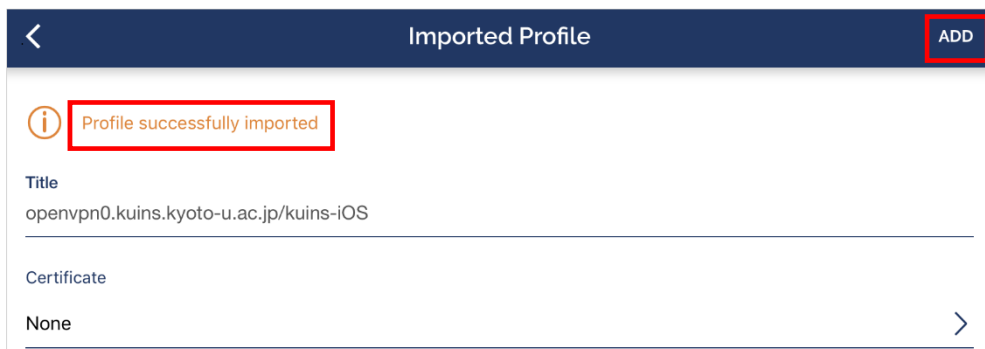 Imported Profile ADD
Profile successfully imported
Title
openvpn0.kuins.kyoto-u.ac.jp/kuins-iOS
Certificate
None